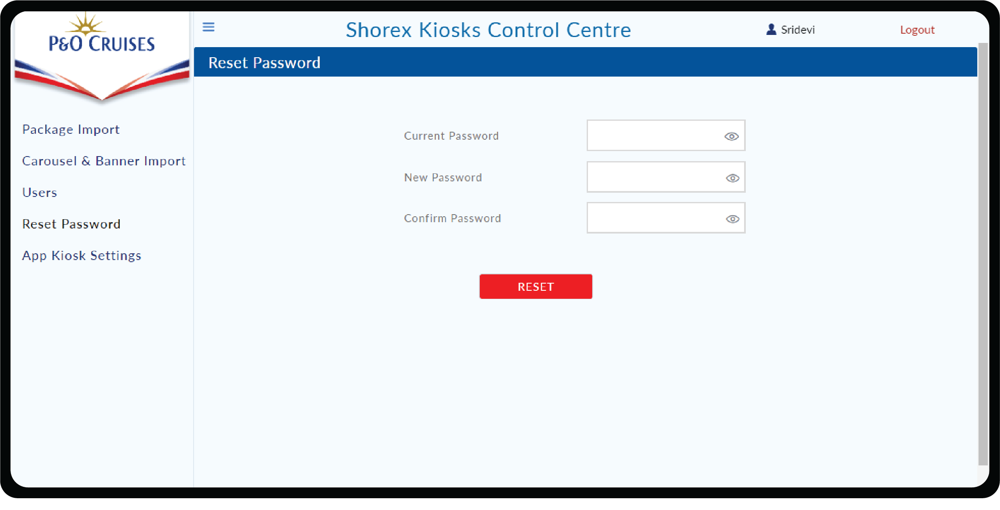 P&O CRUISES
Shorex Kiosks Control Centre
Sridevi
Logout
Reset Password
Package Import
Carousel & Banner Import
Users
Reset Password
App Kiosk Settings
Current Password
New Password
Confirm Password
RESET